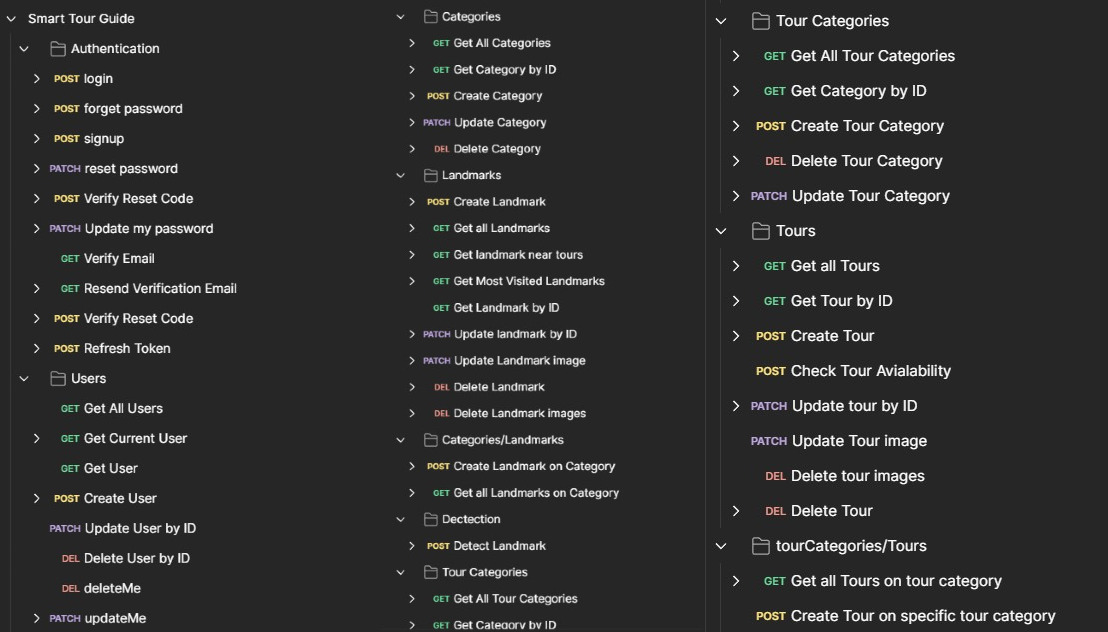 Smart Tour Guide
Authentication
POST login
POST forget password
POST signup
PATCH reset password
POST Verify Reset Code
PATCH Update my password
GET Verify Email
GET Resend Verification Email
POST Verify Reset Code
POST Refresh Token
Users
GET Get All Users
GET Get Current User
GET Get User
POST Create User
PATCH Update User by ID
DEL Delete User by ID
DEL deleteMe
PATCH updateMe
Categories
GET Get All Categories
GET Get Category by ID
POST Create Category
PATCH Update Category
DEL Delete Category
Landmarks
POST Create Landmark
GET Get all Landmarks
GET Get landmark near tours
GET Get Most Visited Landmarks
GET Get Landmark by ID
PATCH Update landmark by ID
PATCH Update Landmark image
DEL Delete Landmark
DEL Delete Landmark images
Categories/Landmarks
POST Create Landmark on Category
GET Get all Landmarks on Category
Dectection
POST Detect Landmark
Tour Categories
GET Get All Tour Categories
GET Get Category by ID
Tour Categories
GET Get All Tour Categories
GET Get Category by ID
POST Create Tour Category
DEL Delete Tour Category
PATCH Update Tour Category
Tours
GET Get all Tours
GET Get Tour by ID
POST Create Tour
POST Check Tour Avialability
PATCH Update tour by ID
PATCH Update Tour image
DEL Delete tour images
DEL Delete Tour
tourCategories/Tours
GET Get all Tours on tour category
POST Create Tour on specific tour category